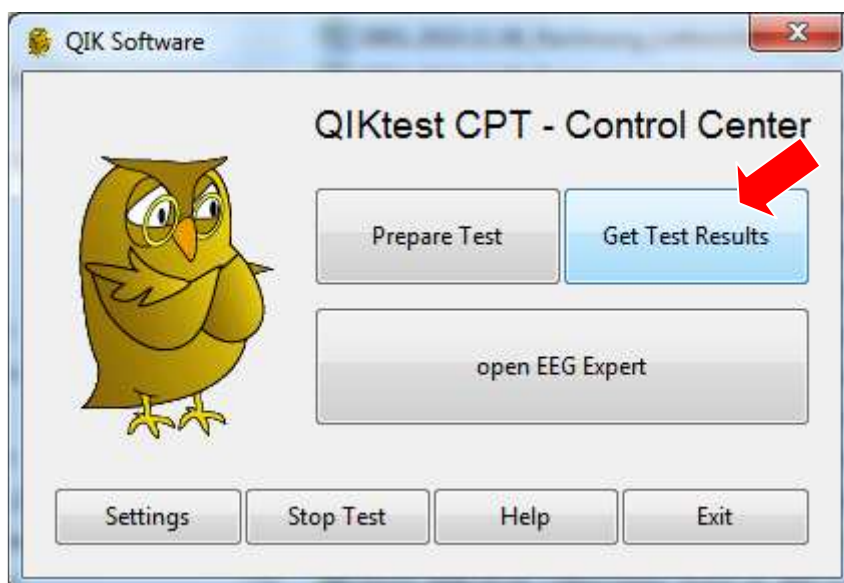 QIK Software
QIKtest CPT - Control Center
Prepare Test
Get Test Results
open EEG Expert
Settings
Stop Test
Help
Exit